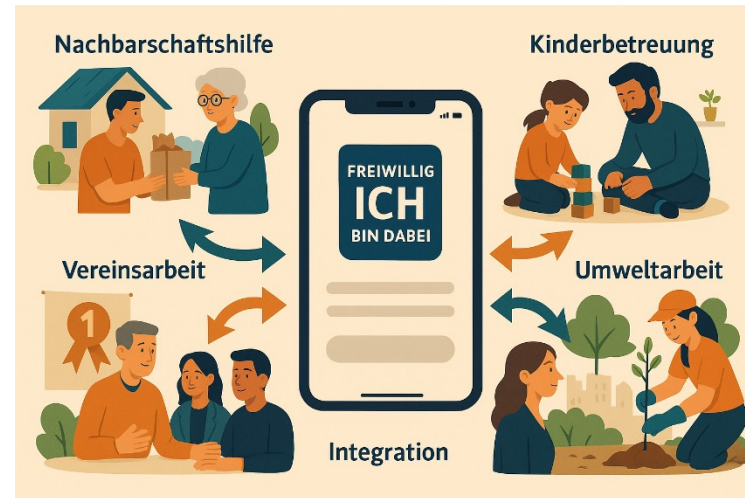 Nachbarschaftshilfe
Kinderbetreuung
FREIWILLIG
ICH
BIN DABEI
Vereinsarbeit
Umweltarbeit
1
Integration